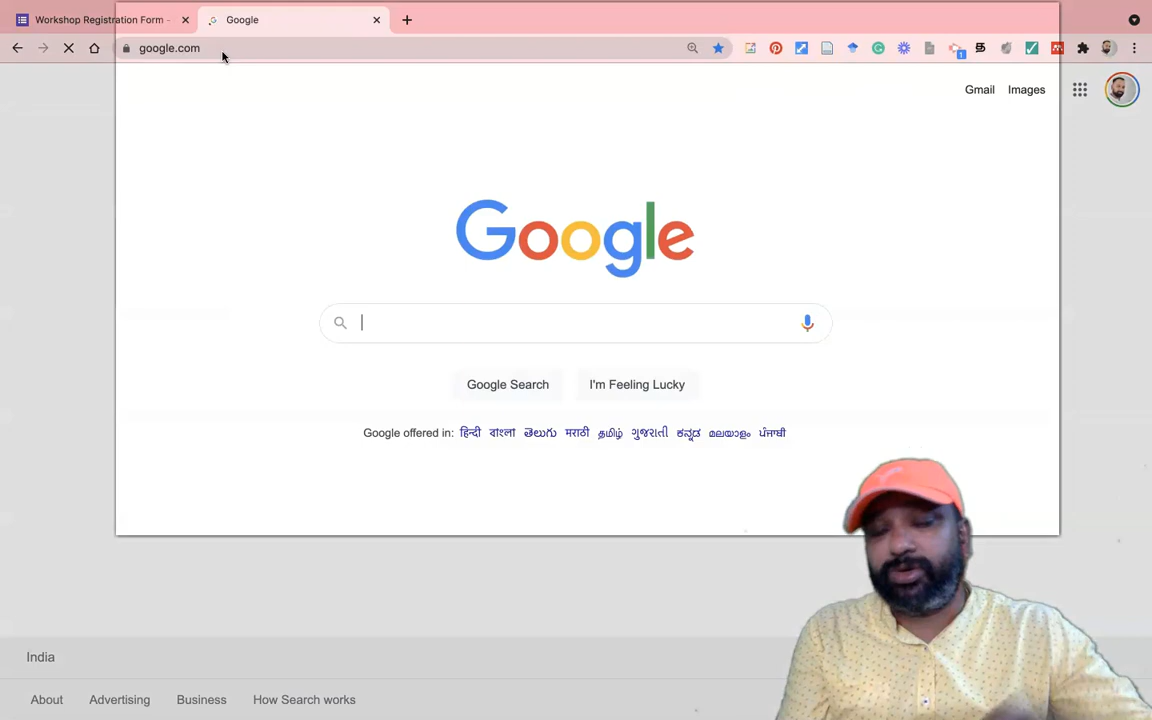 Workshop Registration Form -
Google
google.com
1
Gmail Images
Google
Google Search I'm Feeling Lucky
Google offered in: हिन्दी বাংলা తెలుగు मराठी தமிழ் ગુજરાતી ಕನ್ನಡ മലയാളം ਪੰਜਾਬੀ
India
About Advertising Business How Search works